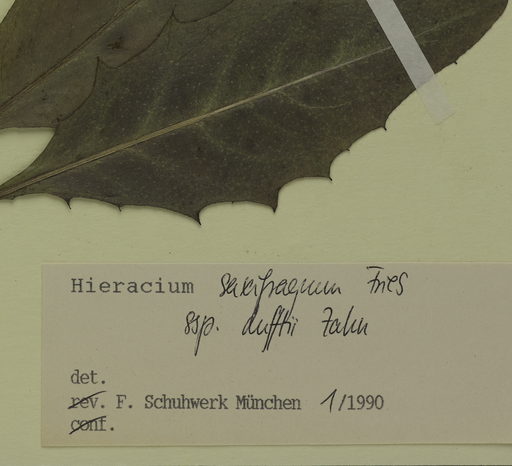 Hieracium saxifragum Fries
ssp. dufftii Zahn
det.
rev. F. Schuhwerk München 1/1990
conf.